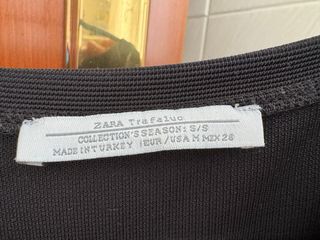 ZARA Trafaluc
COLLECTION'S SEASON: S/S
MADE IN TURKEY | EUR / USA M MEX 28